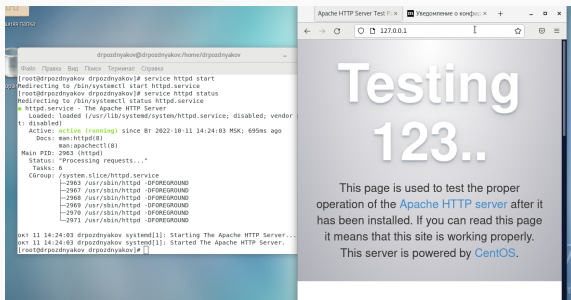 шняя папка
drpozdnyakov@drpozdnyakov:/home/drpozdnyakov
Файл Правка Вид Поиск Терминал Справка
[root@drpozdnyakov drpozdnyakov]# service httpd start
Redirecting to /bin/systemctl start httpd.service
[root@drpozdnyakov drpozdnyakov]# service httpd status
Redirecting to /bin/systemctl status httpd.service
● httpd.service - The Apache HTTP Server
Loaded: loaded (/usr/lib/systemd/system/httpd.service; disabled; vendor
t: disabled)
Active: active (running) since Вт 2022-10-11 14:24:03 MSK; 695ms ago
Docs: man:httpd(8)
man:apachectl(8)
Main PID: 2963 (httpd)
Status: "Processing requests..."
Tasks: 6
CGroup: /system.slice/httpd.service
├─2963 /usr/sbin/httpd -DFOREGROUND
├─2967 /usr/sbin/httpd -DFOREGROUND
├─2968 /usr/sbin/httpd -DFOREGROUND
├─2969 /usr/sbin/httpd -DFOREGROUND
├─2970 /usr/sbin/httpd -DFOREGROUND
└─2971 /usr/sbin/httpd -DFOREGROUND
окт 11 14:24:03 drpozdnyakov systemd[1]: Starting The Apache HTTP Server...
окт 11 14:24:03 drpozdnyakov systemd[1]: Started The Apache HTTP Server.
[root@drpozdnyakov drpozdnyakov]#
Apache HTTP Server Test P
Уведомление о конфид
127.0.0.1
Testing
123..
This page is used to test the proper
operation of the Apache HTTP server after it
has been installed. If you can read this page
it means that this site is working properly.
This server is powered by CentOS.